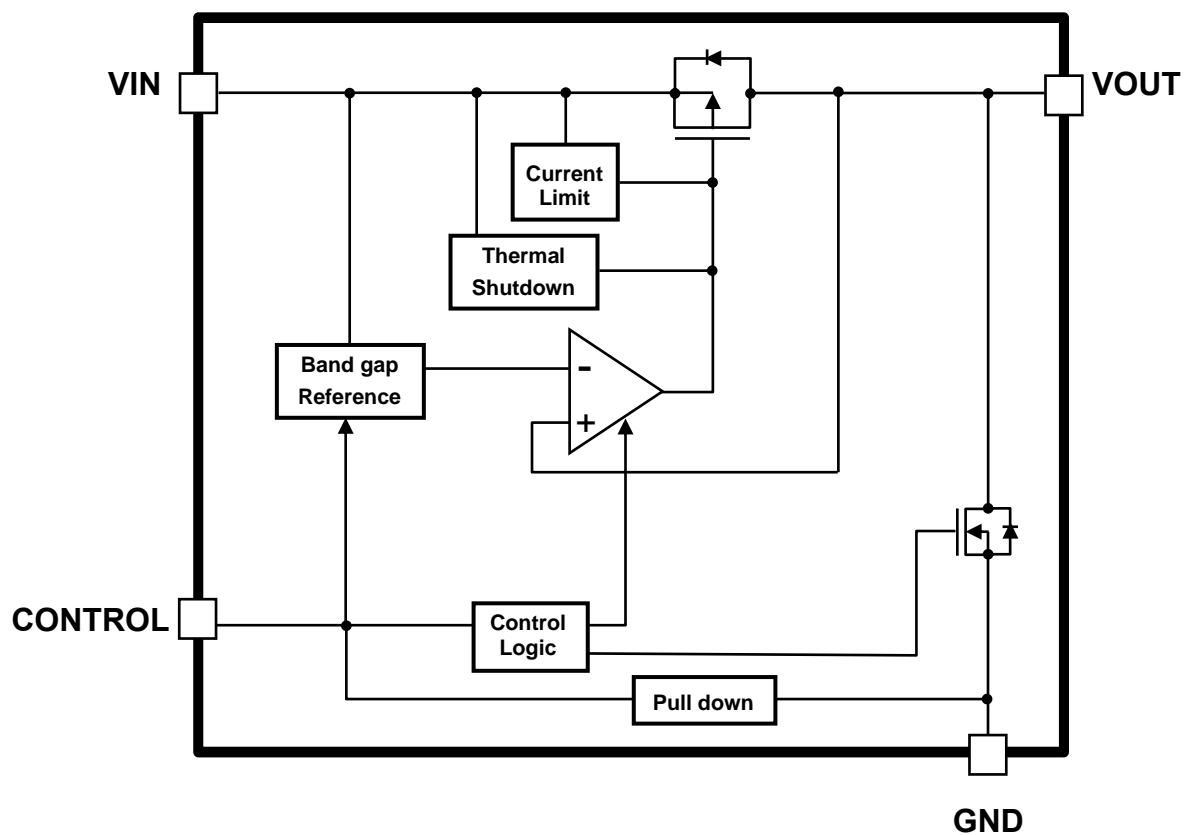 VIN
VOUT
Current
Limit
Thermal
Shutdown
Band gap
Reference
-
+
CONTROL
Control
Logic
Pull down
GND